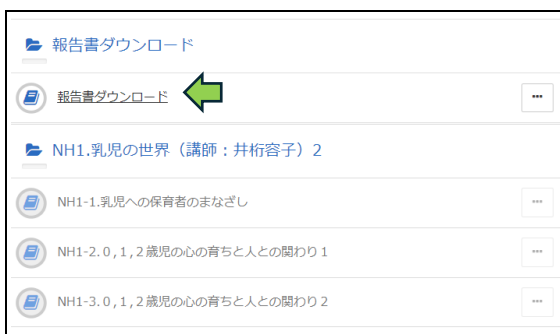 報告書ダウンロード
報告書ダウンロード
NH1.乳児の世界（講師：井桁容子）2
NH1-1.乳児への保育者のまなざし
NH1-2.0,1,2歳児の心の育ちと人との関わり1
NH1-3.0,1,2歳児の心の育ちと人との関わり2